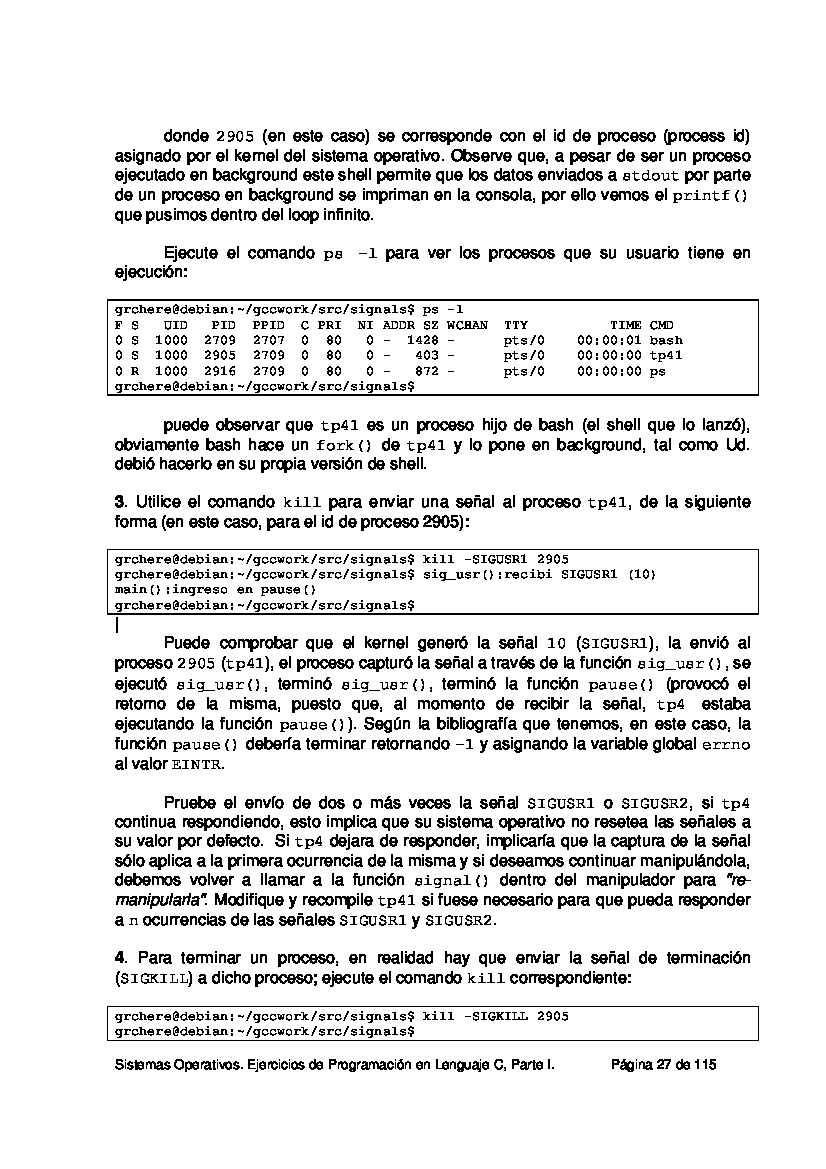 donde 2905 (en este caso) se corresponde con el id de proceso (process id)
asignado por el kernel del sistema operativo. Observe que, a pesar de ser un proceso
ejecutado en background este shell permite que los datos enviados a stdout por parte
de un proceso en background se impriman en la consola, por ello vemos el printf()
que pusimos dentro del loop infinito.
Ejecute el comando ps -l para ver los procesos que su usuario tiene en
ejecución:
grchere@debian:~/gccwork/src/signals$ ps -l
F S   UID   PID  PPID  C PRI  NI ADDR SZ WCHAN  TTY          TIME CMD
0 S  1000  2709  2707  0  80   0 -  1428 -      pts/0    00:00:01 bash
0 S  1000  2905  2709  0  80   0 -   403 -      pts/0    00:00:00 tp41
0 R  1000  2916  2709  0  80   0 -   872 -      pts/0    00:00:00 ps
grchere@debian:~/gccwork/src/signals$
puede observar que tp41 es un proceso hijo de bash (el shell que lo lanzó),
obviamente bash hace un fork() de tp41 y lo pone en background, tal como Ud.
debió hacerlo en su propia versión de shell.
3. Utilice el comando kill para enviar una señal al proceso tp41, de la siguiente
forma (en este caso, para el id de proceso 2905):
grchere@debian:~/gccwork/src/signals$ kill -SIGUSR1 2905
grchere@debian:~/gccwork/src/signals$ sig_usr():recibi SIGUSR1 (10)
main():ingreso en pause()
grchere@debian:~/gccwork/src/signals$
Puede comprobar que el kernel generó la señal 10 (SIGUSR1), la envió al
proceso 2905 (tp41), el proceso capturó la señal a través de la función sig_usr(), se
ejecutó sig_usr(), terminó sig_usr(), terminó la función pause() (provocó el
retorno de la misma, puesto que, al momento de recibir la señal, tp4 estaba
ejecutando la función pause()). Según la bibliografía que tenemos, en este caso, la
función pause() debería terminar retornando -1 y asignando la variable global errno
al valor EINTR.
Pruebe el envío de dos o más veces la señal SIGUSR1 o SIGUSR2, si tp4
continua respondiendo, esto implica que su sistema operativo no resetea las señales a
su valor por defecto. Si tp4 dejara de responder, implicaría que la captura de la señal
sólo aplica a la primera ocurrencia de la misma y si deseamos continuar manipulándola,
debemos volver a llamar a la función signal() dentro del manipulador para "re-
manipularla". Modifique y recompile tp41 si fuese necesario para que pueda responder
a n ocurrencias de las señales SIGUSR1 y SIGUSR2.
4. Para terminar un proceso, en realidad hay que enviar la señal de terminación
(SIGKILL) a dicho proceso; ejecute el comando kill correspondiente:
grchere@debian:~/gccwork/src/signals$ kill -SIGKILL 2905
grchere@debian:~/gccwork/src/signals$
Sistemas Operativos. Ejercicios de Programación en Lenguaje C, Parte I. Página 27 de 115